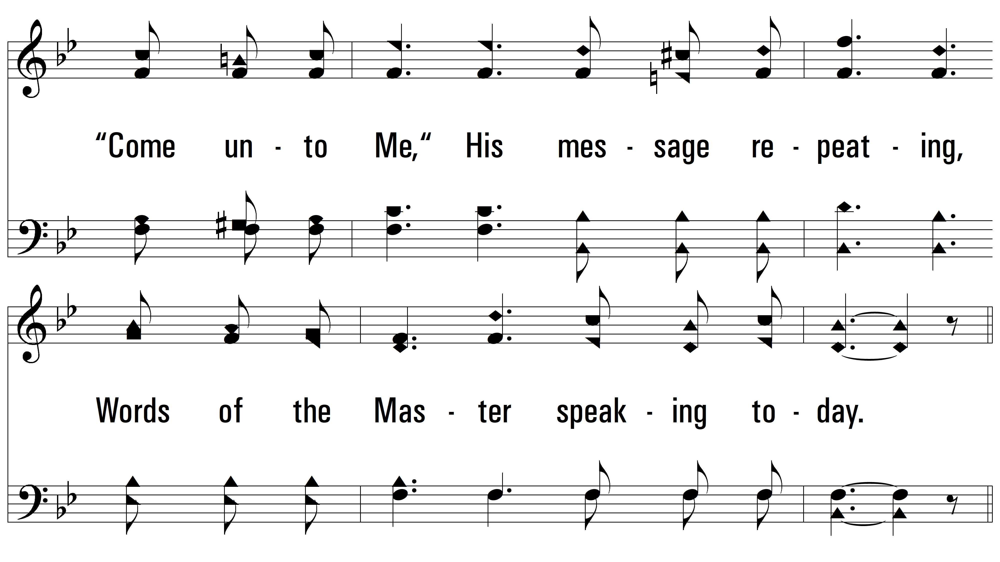 “Come un - to Me,“ His mes - sage re - peat - ing,
Words of the Mas - ter speak - ing to - day.